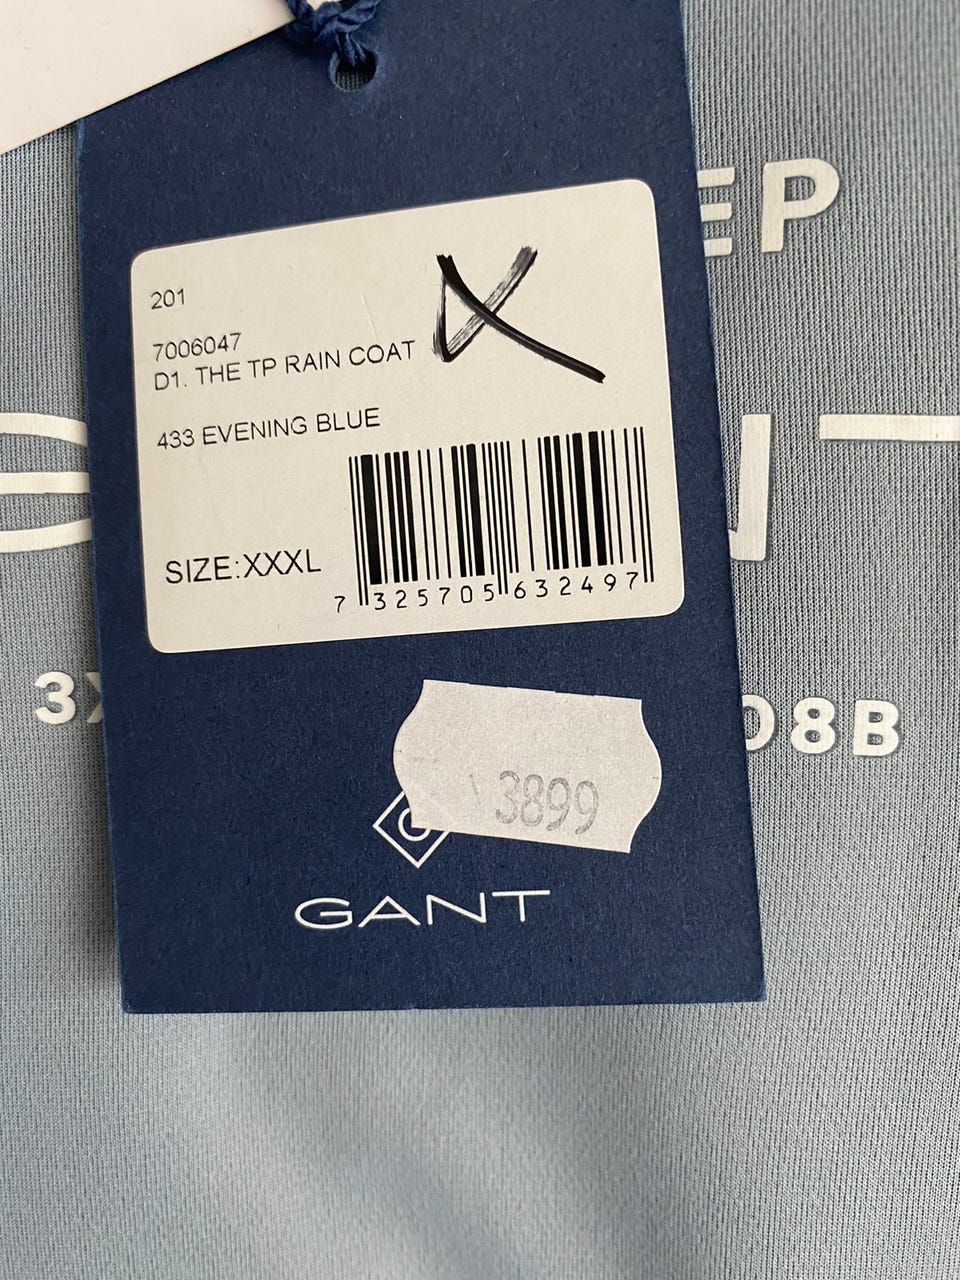 201
7006047
D1. THE TP RAIN COAT
433 EVENING BLUE
SIZE:XXXL
7 325705 632497
3899
GANT
EP
3X
08B